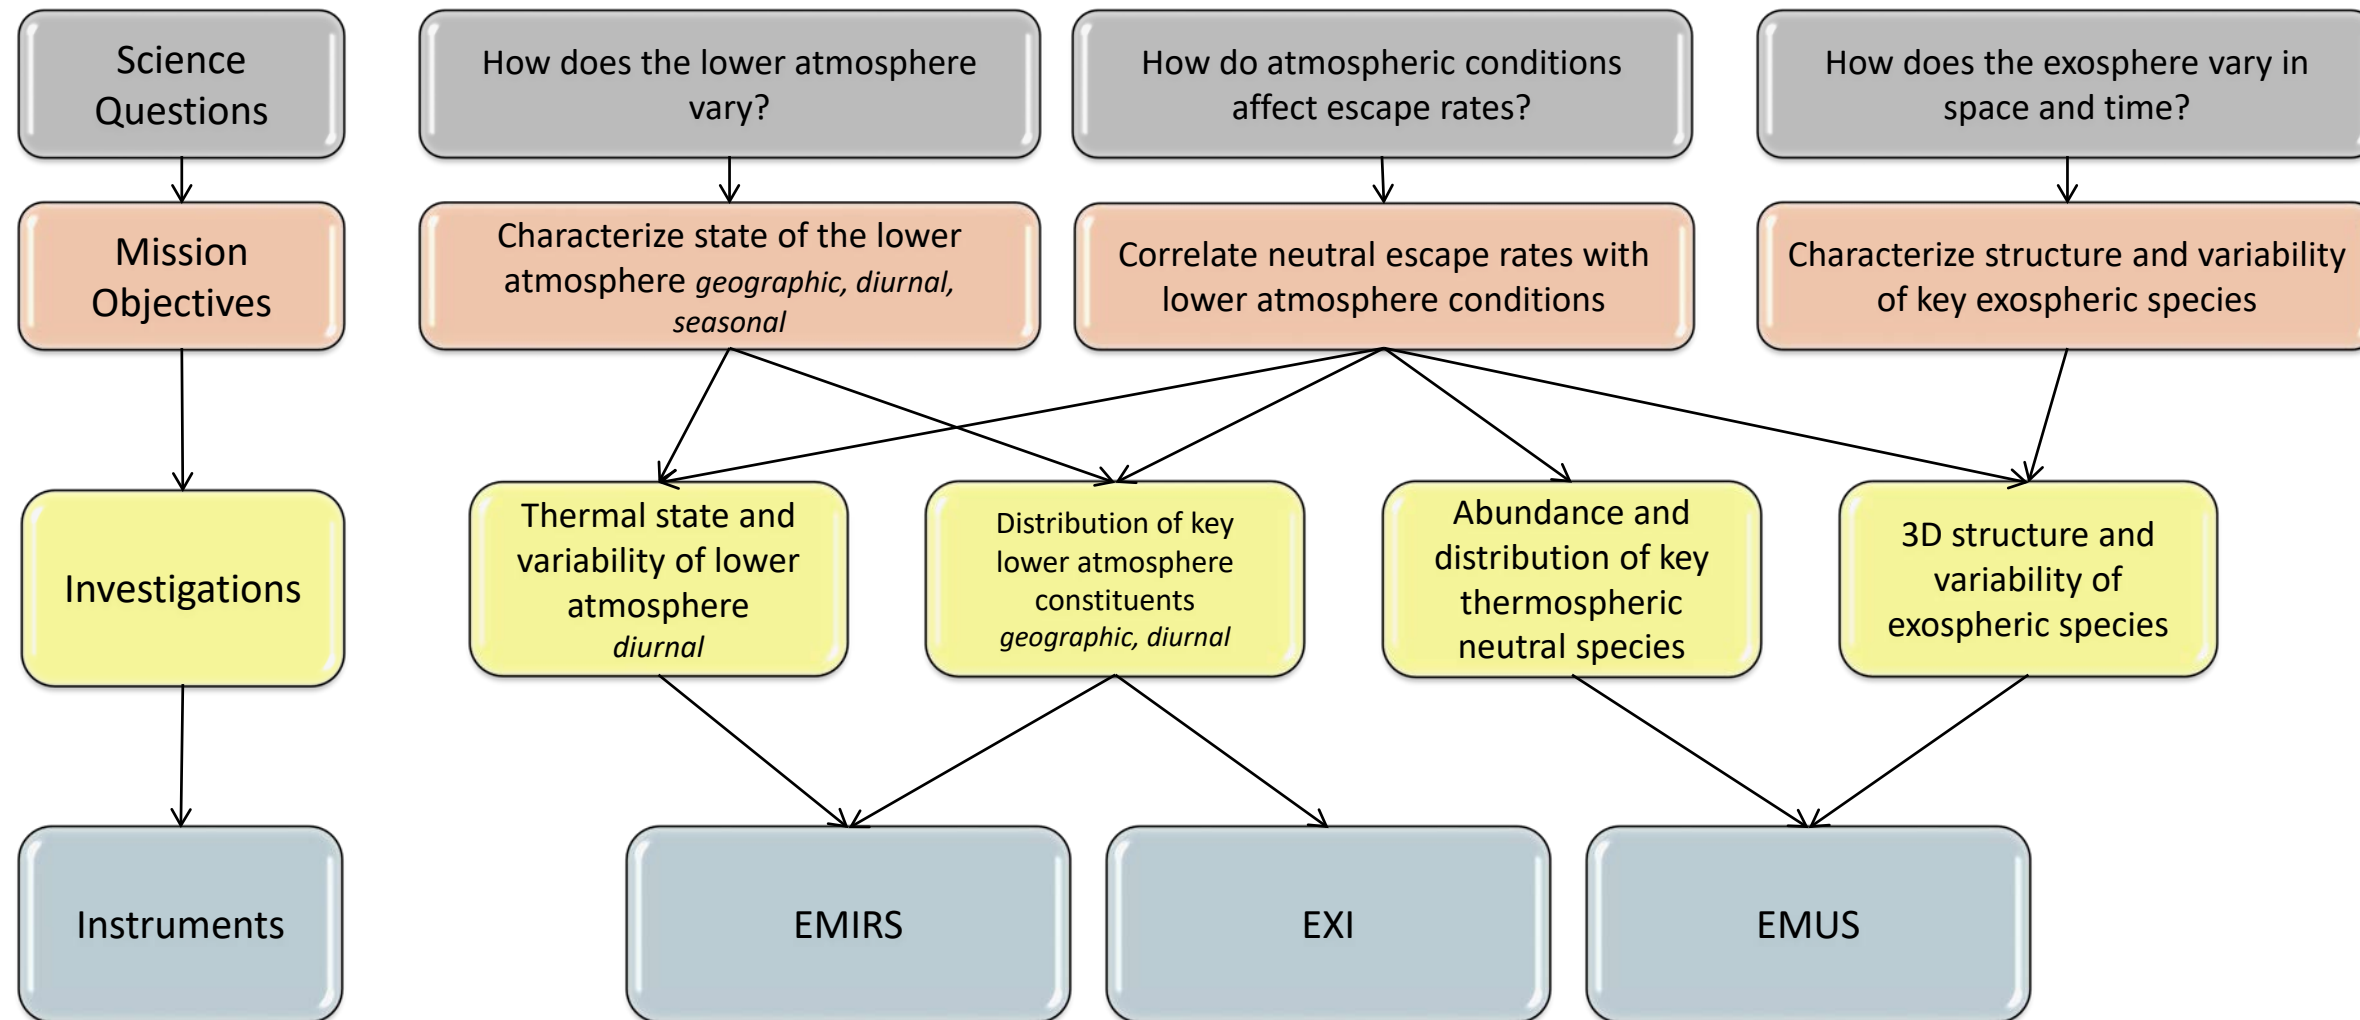 Science
Questions
How does the lower atmosphere
vary?
How do atmospheric conditions
affect escape rates?
How does the exosphere vary in
space and time?
Mission
Objectives
Characterize state of the lower
atmosphere geographic, diurnal,
seasonal
Correlate neutral escape rates with
lower atmosphere conditions
Characterize structure and variability
of key exospheric species
Investigations
Thermal state and
variability of lower
atmosphere
diurnal
Distribution of key
lower atmosphere
constituents
geographic, diurnal
Abundance and
distribution of key
thermospheric
neutral species
3D structure and
variability of
exospheric species
Instruments
EMIRS
EXI
EMUS